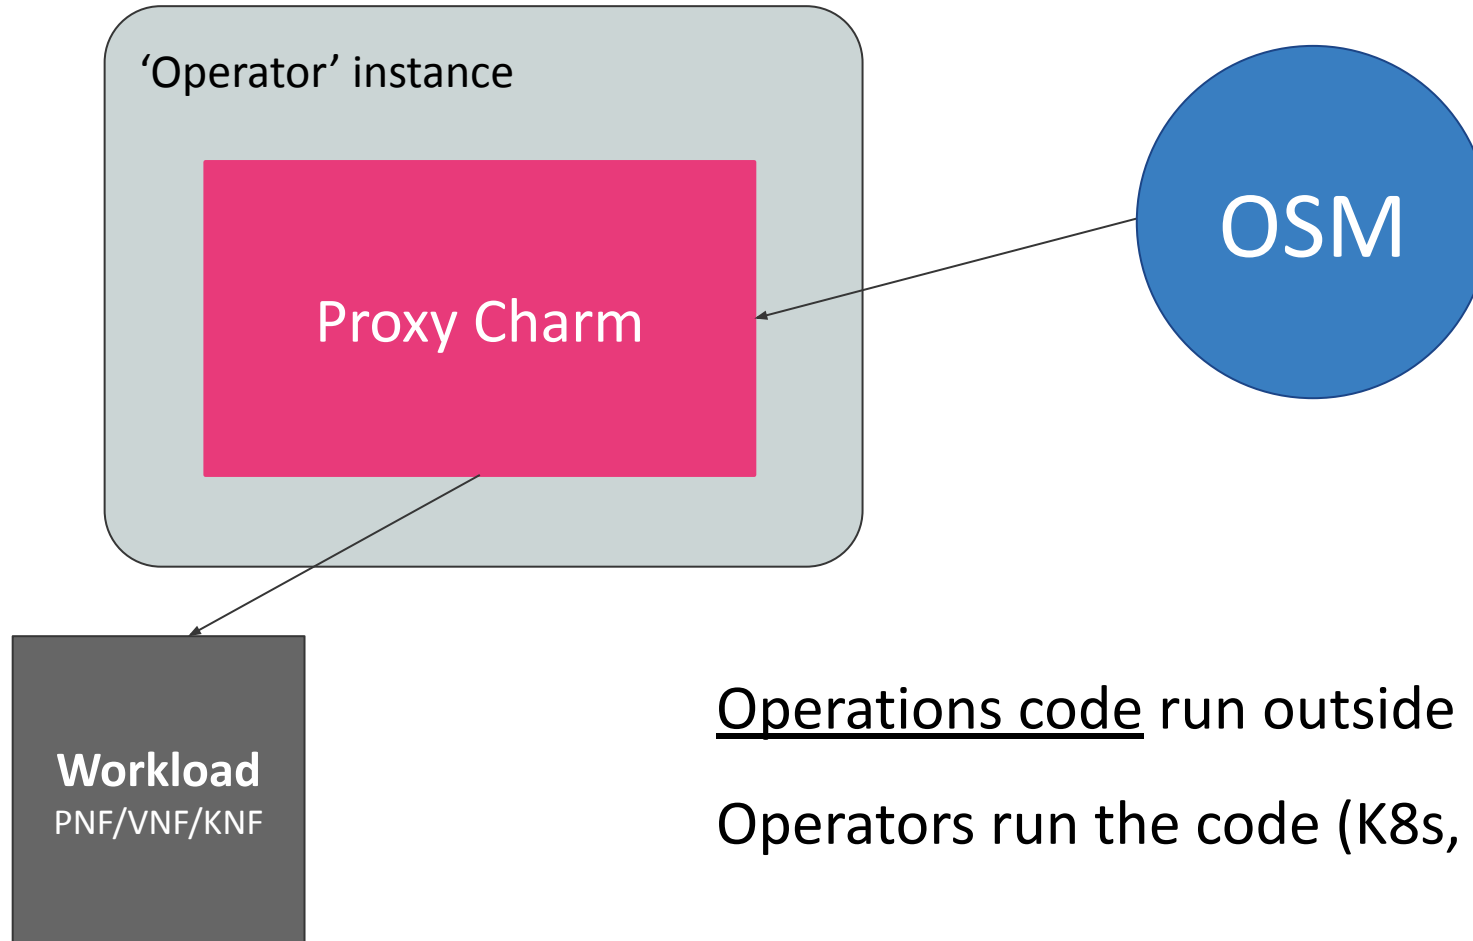 ‘Operator’ instance
OSM
Proxy Charm
Operations code run outside
Workload
PNF/VNF/KNF
Operators run the code (K8s,